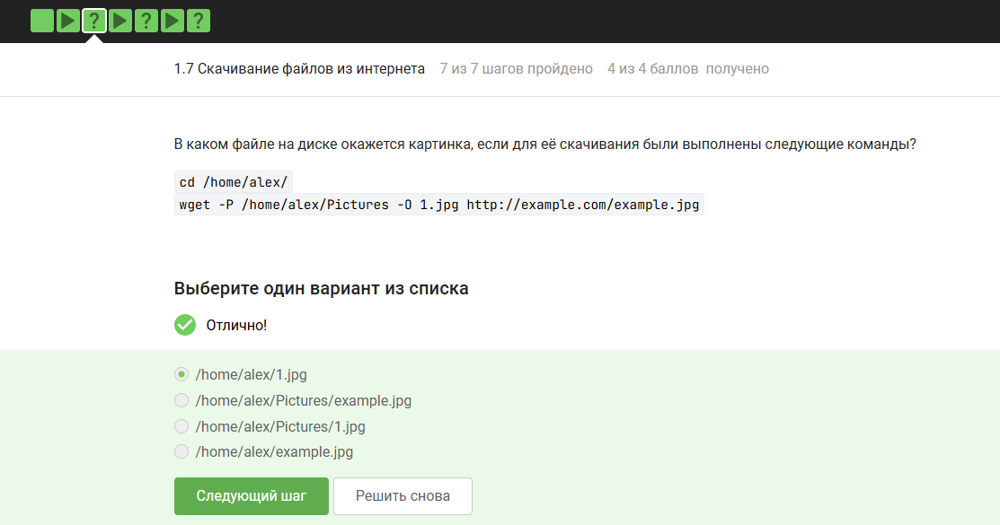 ? ? ?
1.7 Скачивание файлов из интернета 7 из 7 шагов пройдено 4 из 4 баллов получено
В каком файле на диске окажется картинка, если для её скачивания были выполнены следующие команды?
cd /home/alex/
wget -P /home/alex/Pictures -O 1.jpg http://example.com/example.jpg
Выберите один вариант из списка
Отлично!
/home/alex/1.jpg
/home/alex/Pictures/example.jpg
/home/alex/Pictures/1.jpg
/home/alex/example.jpg
Следующий шаг Решить снова